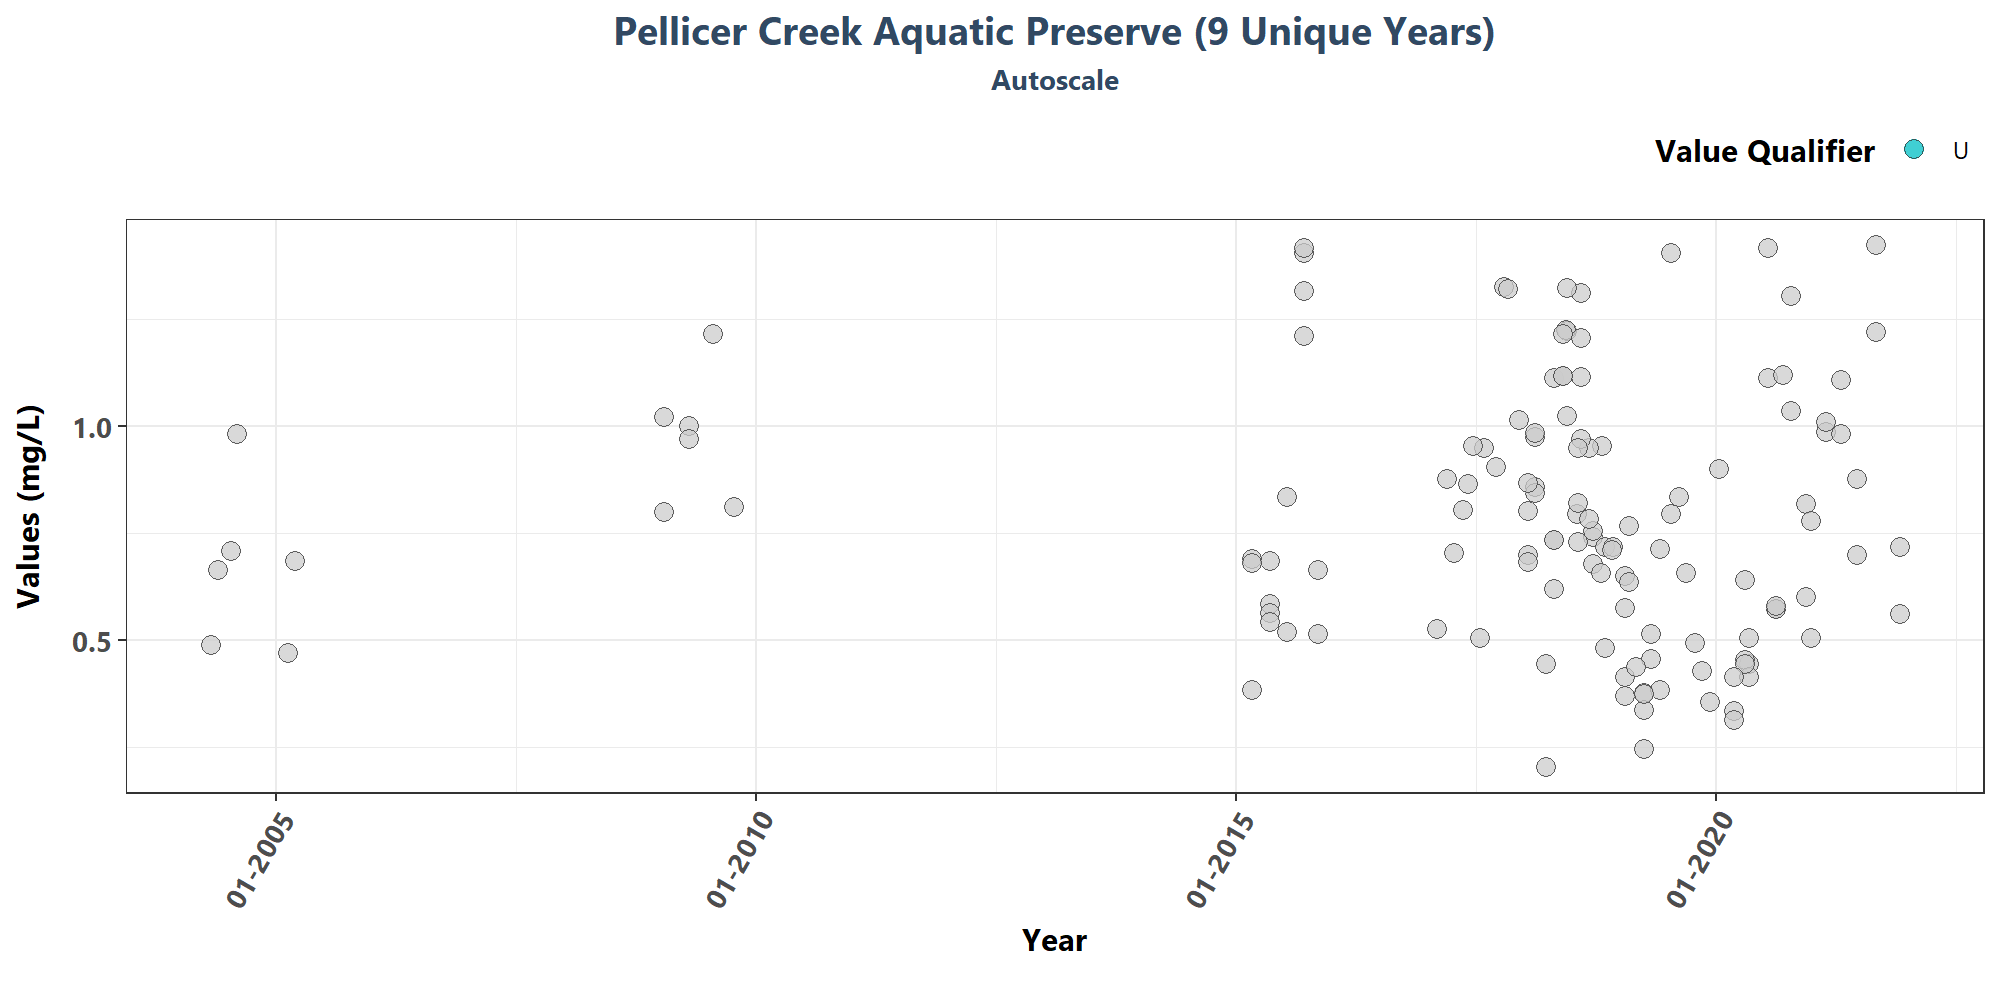 Pellicer Creek Aquatic Preserve (9 Unique Years)
Autoscale
Value Qualifier U
Values (mg/L)
1.0
0.5
01-2005 01-2010 01-2015 01-2020
Year